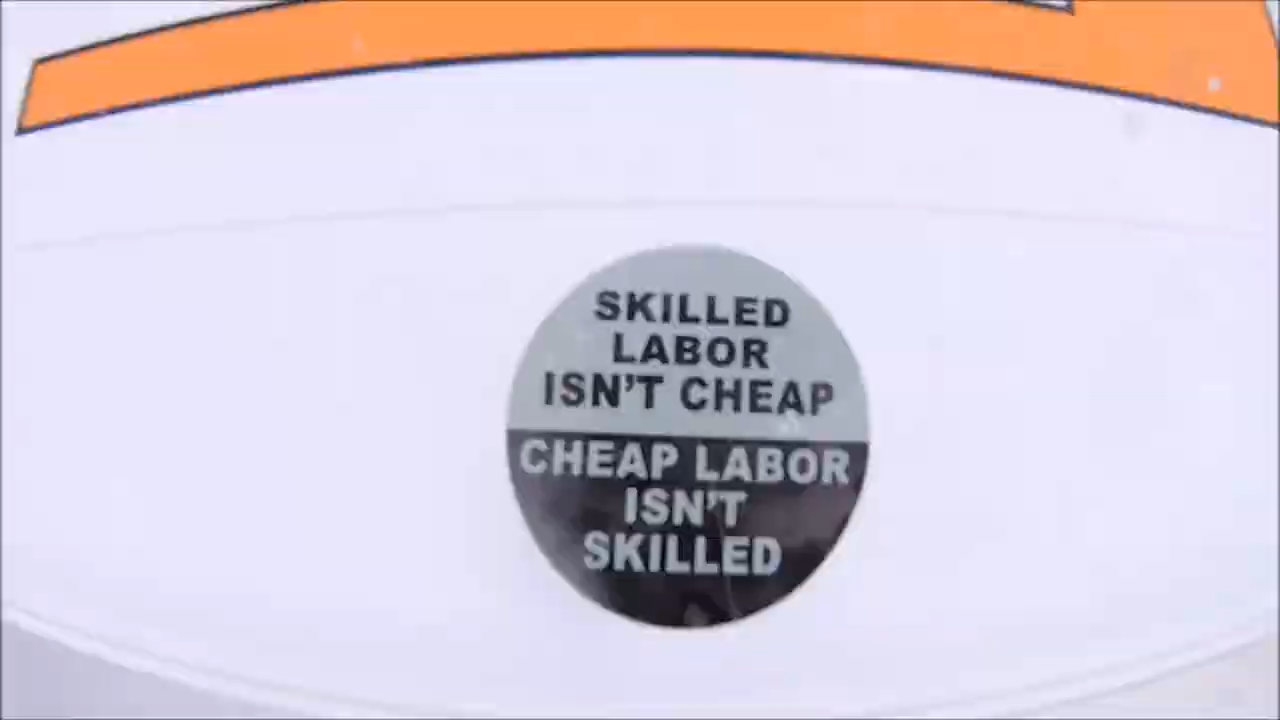 SKILLED
LABOR
ISN'T CHEAP
CHEAP LABOR
ISN'T
SKILLED